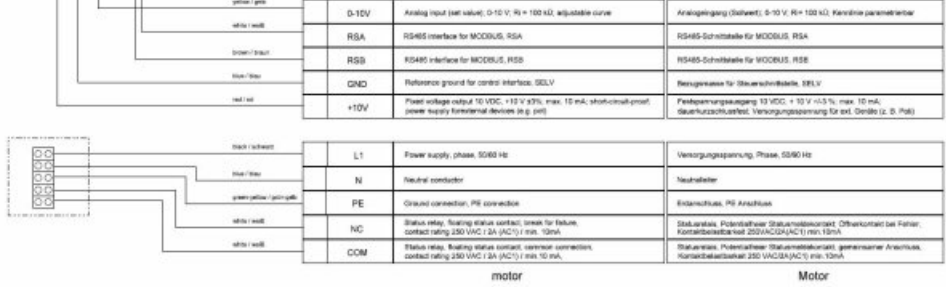 yellow / gelb
0-10V
Analog input (set value); 0-10 V; Ri = 100 kΩ; adjustable curve
Analogeingang (Sollwert); 0-10 V; Ri= 100 kΩ; Kennlinie parametrierbar
white / weiß
RSA
RS485 interface for MODBUS, RSA
RS485-Schnittstelle für MODBUS, RSA
brown / braun
RSB
RS485 interface for MODBUS, RSB
RS485-Schnittstelle für MODBUS, RSB
blue / blau
GND
Reference ground for control interface, SELV
Bezugsmasse für Steuerschnittstelle, SELV
red / rot
+10V
Fixed voltage output 10 VDC, +10 V ±3%; max. 10 mA; short-circuit-proof;
power supply forexternal devices (e.g. pot)
Festspannungsausgang 10 VDC, + 10 V +/-3 %; max. 10 mA;
dauerkurzschlussfest; Versorgungsspannung für ext. Geräte (z. B. Poti)
black / schwarz
L1
Power supply, phase, 50/60 Hz
Versorgungsspannung, Phase, 50/60 Hz
blue / blau
N
Neutral conductor
Neutralleiter
green-yellow / grün-gelb
PE
Ground connection, PE connection
Erdanschluss, PE Anschluss
white / weiß
NC
Status relay, floating status contact, break for failure,
contact rating 250 VAC / 2A (AC1) / min. 10mA
Statusrelais, Potentialfreier Statusmeldekontakt, Öffnerkontakt bei Fehler,
Kontaktbelastbarkeit 250VAC/2A(AC1) min.10mA
white / weiß
COM
Status relay, floating status contact, common connection,
contact rating 250 VAC / 2A (AC1) / min.10 mA,
Statusrelais, Potentialfreier Statusmeldekontakt, gemeinsamer Anschluss,
Kontaktbelastbarkeit 250 VAC/2A(AC1) min.10mA
motor
Motor